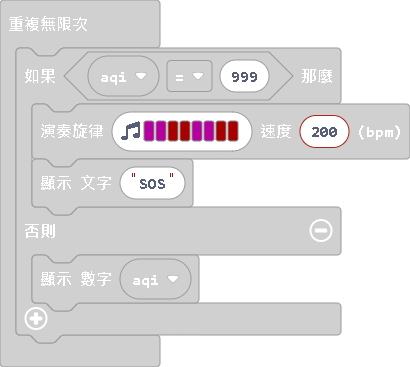 重複無限次
如果 aqi = 999 那麼
演奏旋律 速度 200 (bpm)
顯示 文字 "SOS"
否則
顯示 數字 aqi